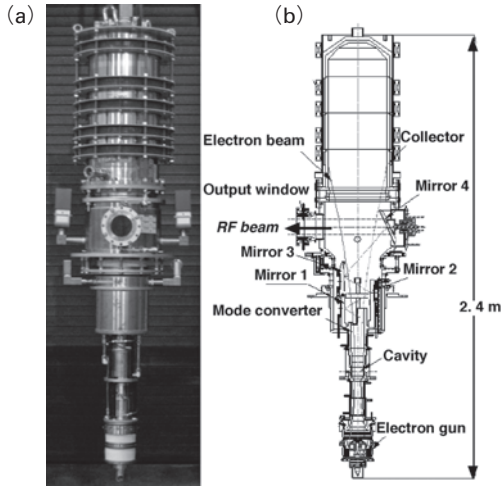 (a)
(b)
Electron beam
Collector
Output window
Mirror 4
RF beam
Mirror 3
Mirror 2
Mirror 1
2.4 m
Mode converter
Cavity
Electron gun